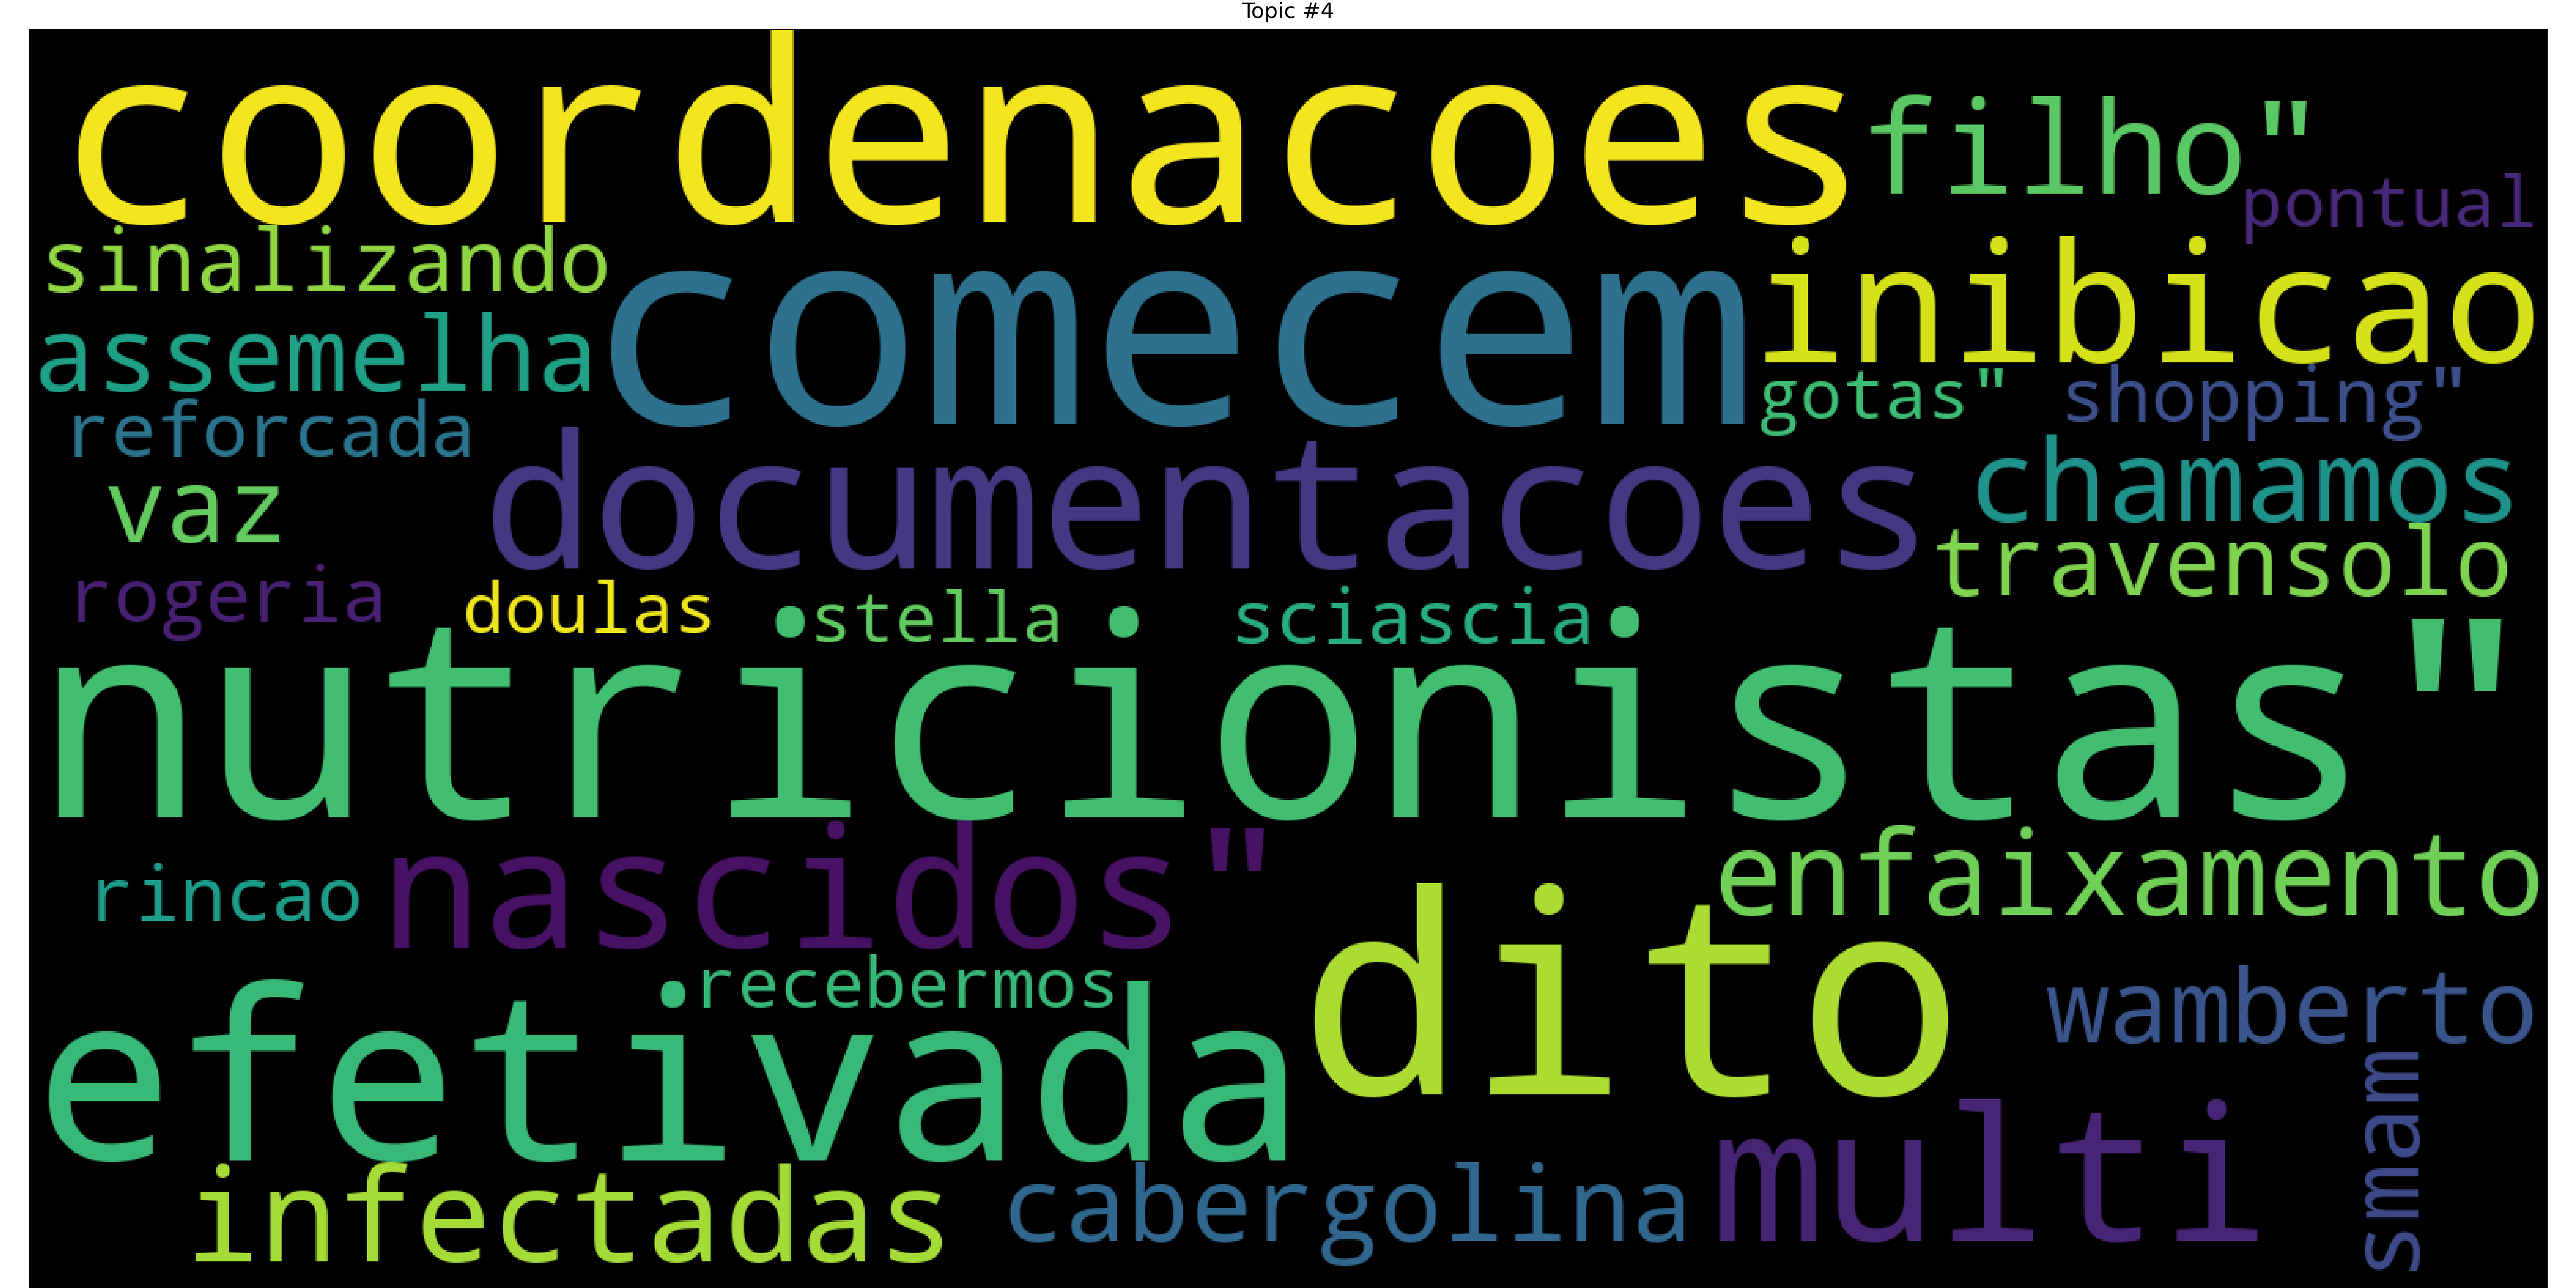 Topic #4
coordenacoes
filho"
pontual
sinalizando
comecem
inibicao
assemelha
gotas"
shopping"
reforcada
documentacoes
chamamos
vaz
travensolo
rogeria
doulas
stella
sciascia
nutricionistas"
nascidos"
enfaixamento
rincao
dito
recebermos
efetivada
wamberto
smam
multi
infectadas
cabergolina